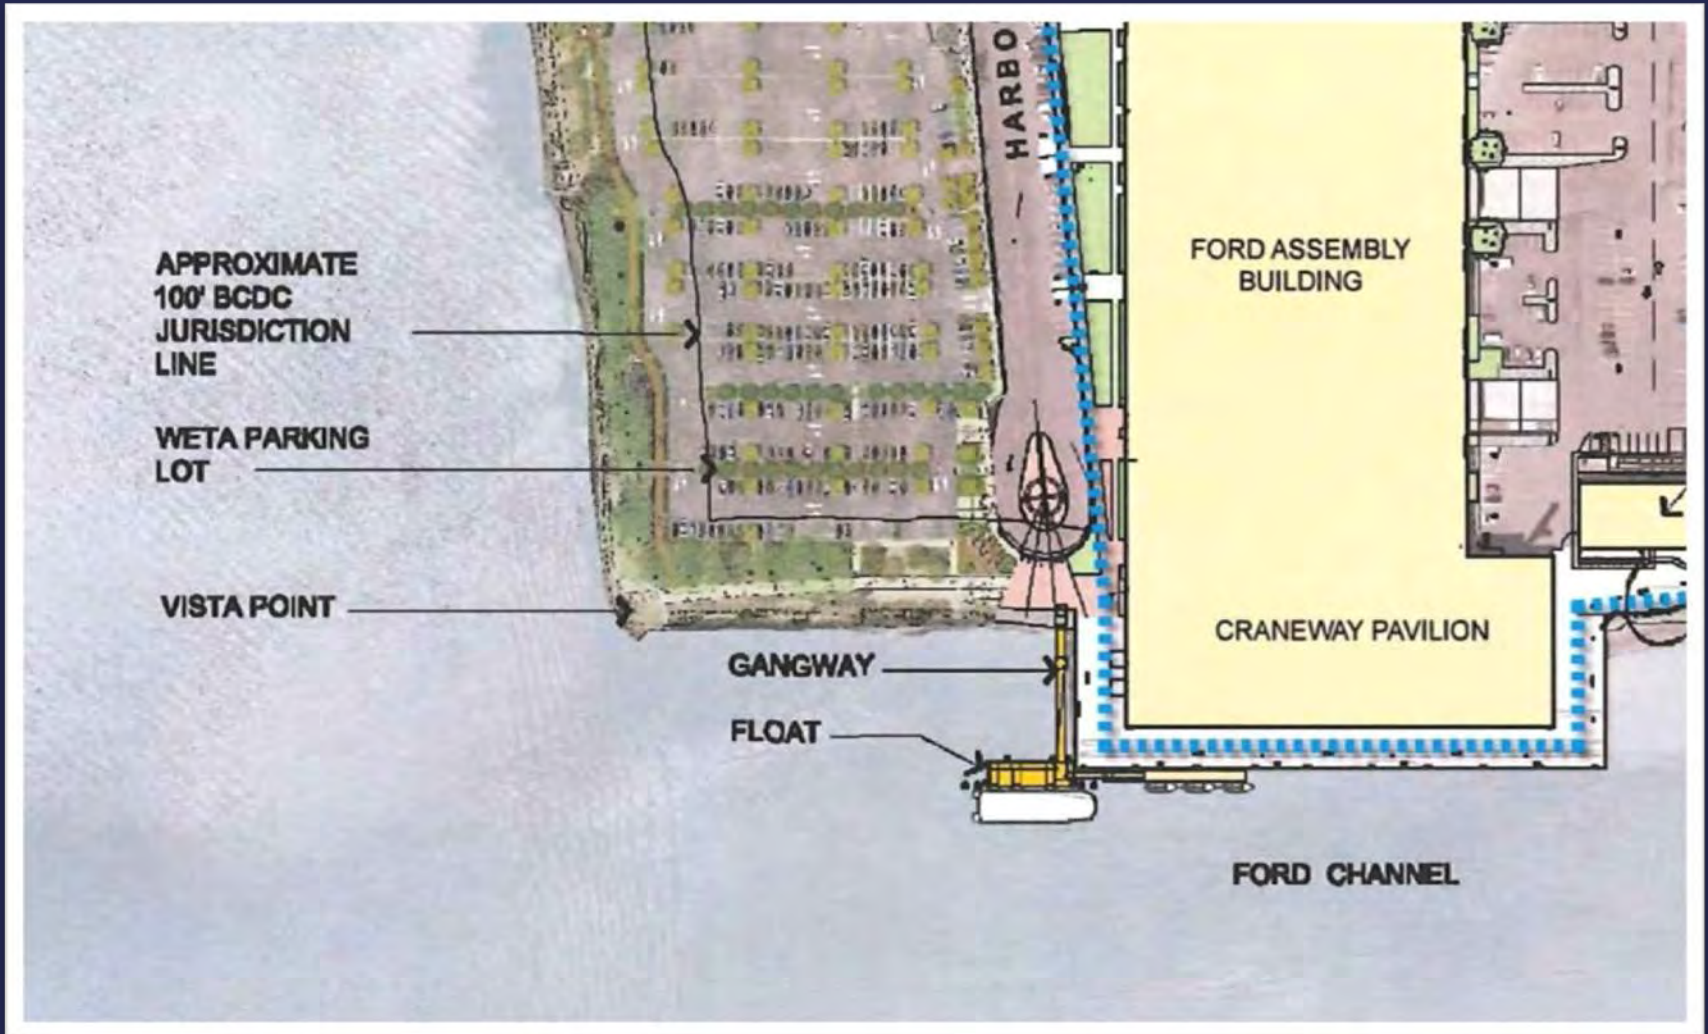 HARBO
FORD ASSEMBLY
BUILDING
APPROXIMATE
100' BCDC
JURISDICTION
LINE
WETA PARKING
LOT
VISTA POINT
CRANEWAY PAVILION
GANGWAY
FLOAT
FORD CHANNEL